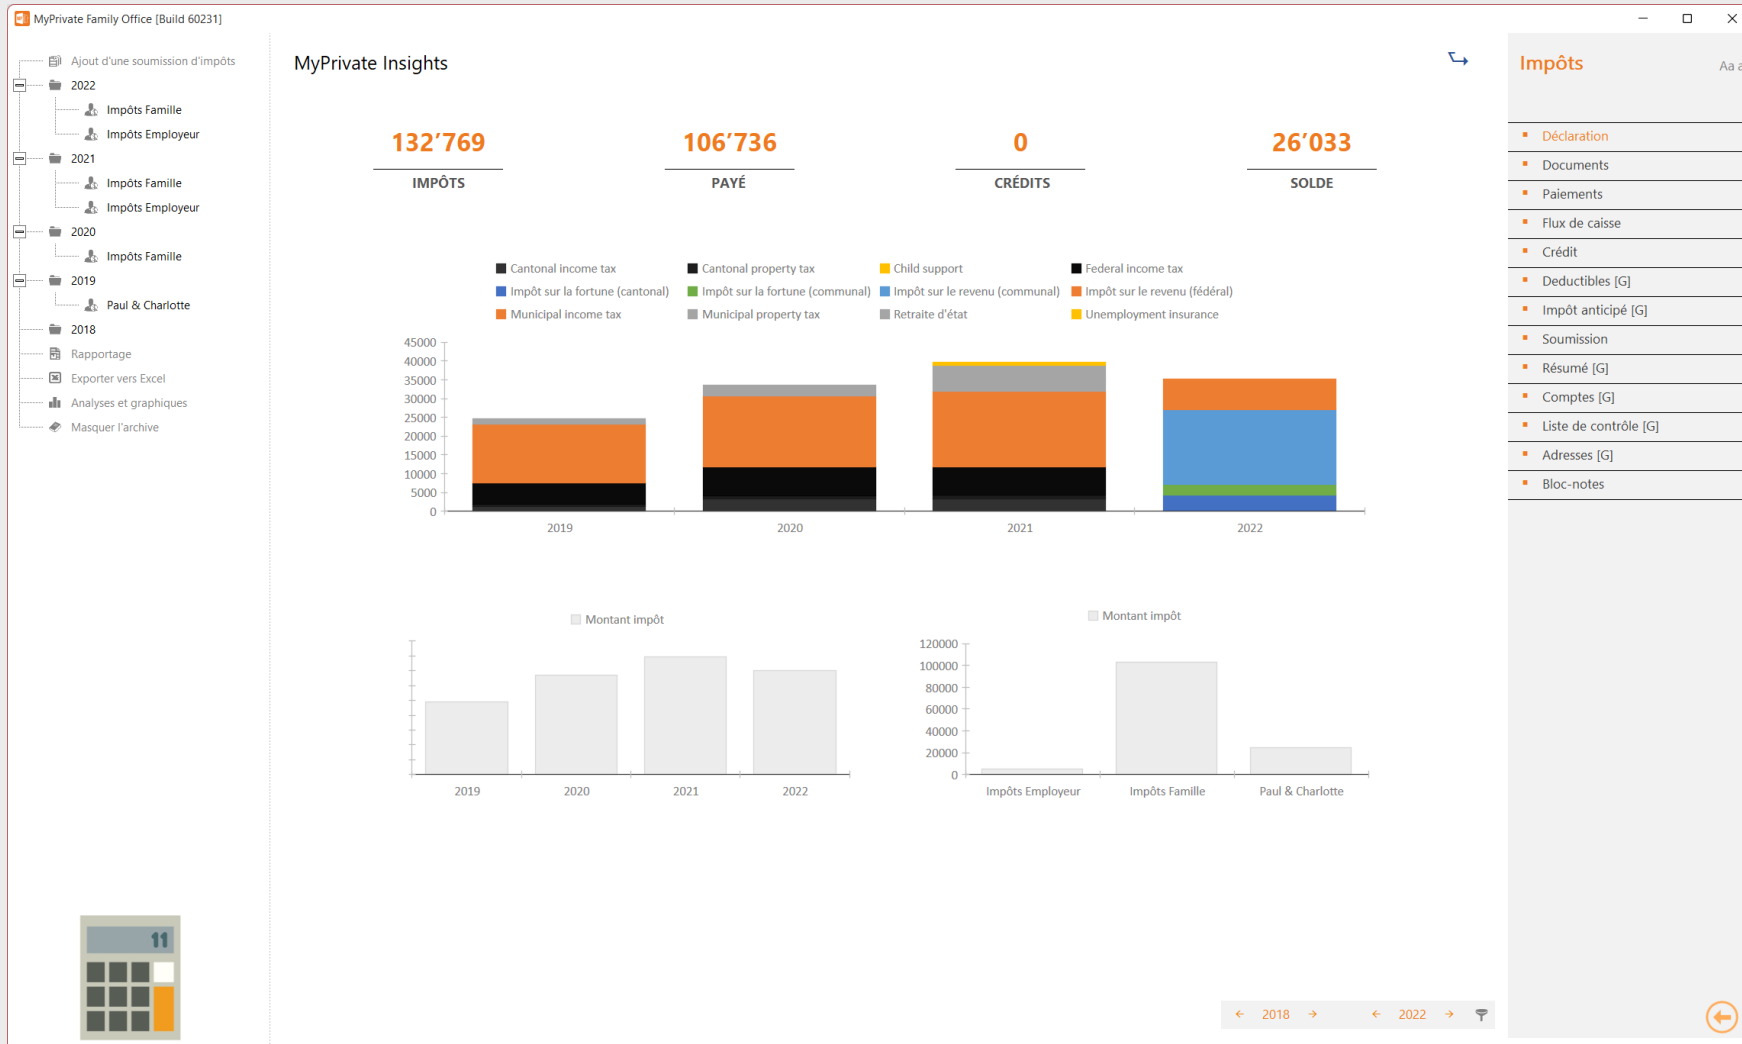 MyPrivate Family Office [Build 60231]
Ajout d'une soumission d'impôts
2022
Impôts Famille
Impôts Employeur
2021
Impôts Famille
Impôts Employeur
2020
Impôts Famille
2019
Paul & Charlotte
2018
Rapportage
Exporter vers Excel
Analyses et graphiques
Masquer l'archive
11
MyPrivate Insights
132’769 106’736 0 26’033
IMPÔTS PAYÉ CRÉDITS SOLDE
Cantonal income tax Cantonal property tax Child support Federal income tax
Impôt sur la fortune (cantonal) Impôt sur la fortune (communal) Impôt sur le revenu (communal) Impôt sur le revenu (fédéral)
Municipal income tax Municipal property tax Retraite d'état Unemployment insurance
45000
40000
35000
30000
25000
20000
15000
10000
5000
0
2019 2020 2021 2022
Montant impôt
2019 2020 2021 2022
Montant impôt
120000
100000
80000
60000
40000
20000
0
Impôts Employeur Impôts Famille Paul & Charlotte
2018 2022
Impôts
Aa a
Déclaration
Documents
Paiements
Flux de caisse
Crédit
Deductibles [G]
Impôt anticipé [G]
Soumission
Résumé [G]
Comptes [G]
Liste de contrôle [G]
Adresses [G]
Bloc-notes